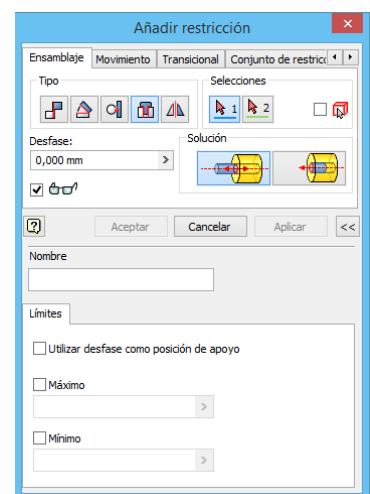 Añadir restricción
Ensamblaje Movimiento Transicional Conjunto de restricc
Tipo
Selecciones
1 2
Desfase:
Solución
0,000 mm
Aceptar Cancelar Aplicar <<
Nombre
Límites
Utilizar desfase como posición de apoyo
Máximo
Mínimo